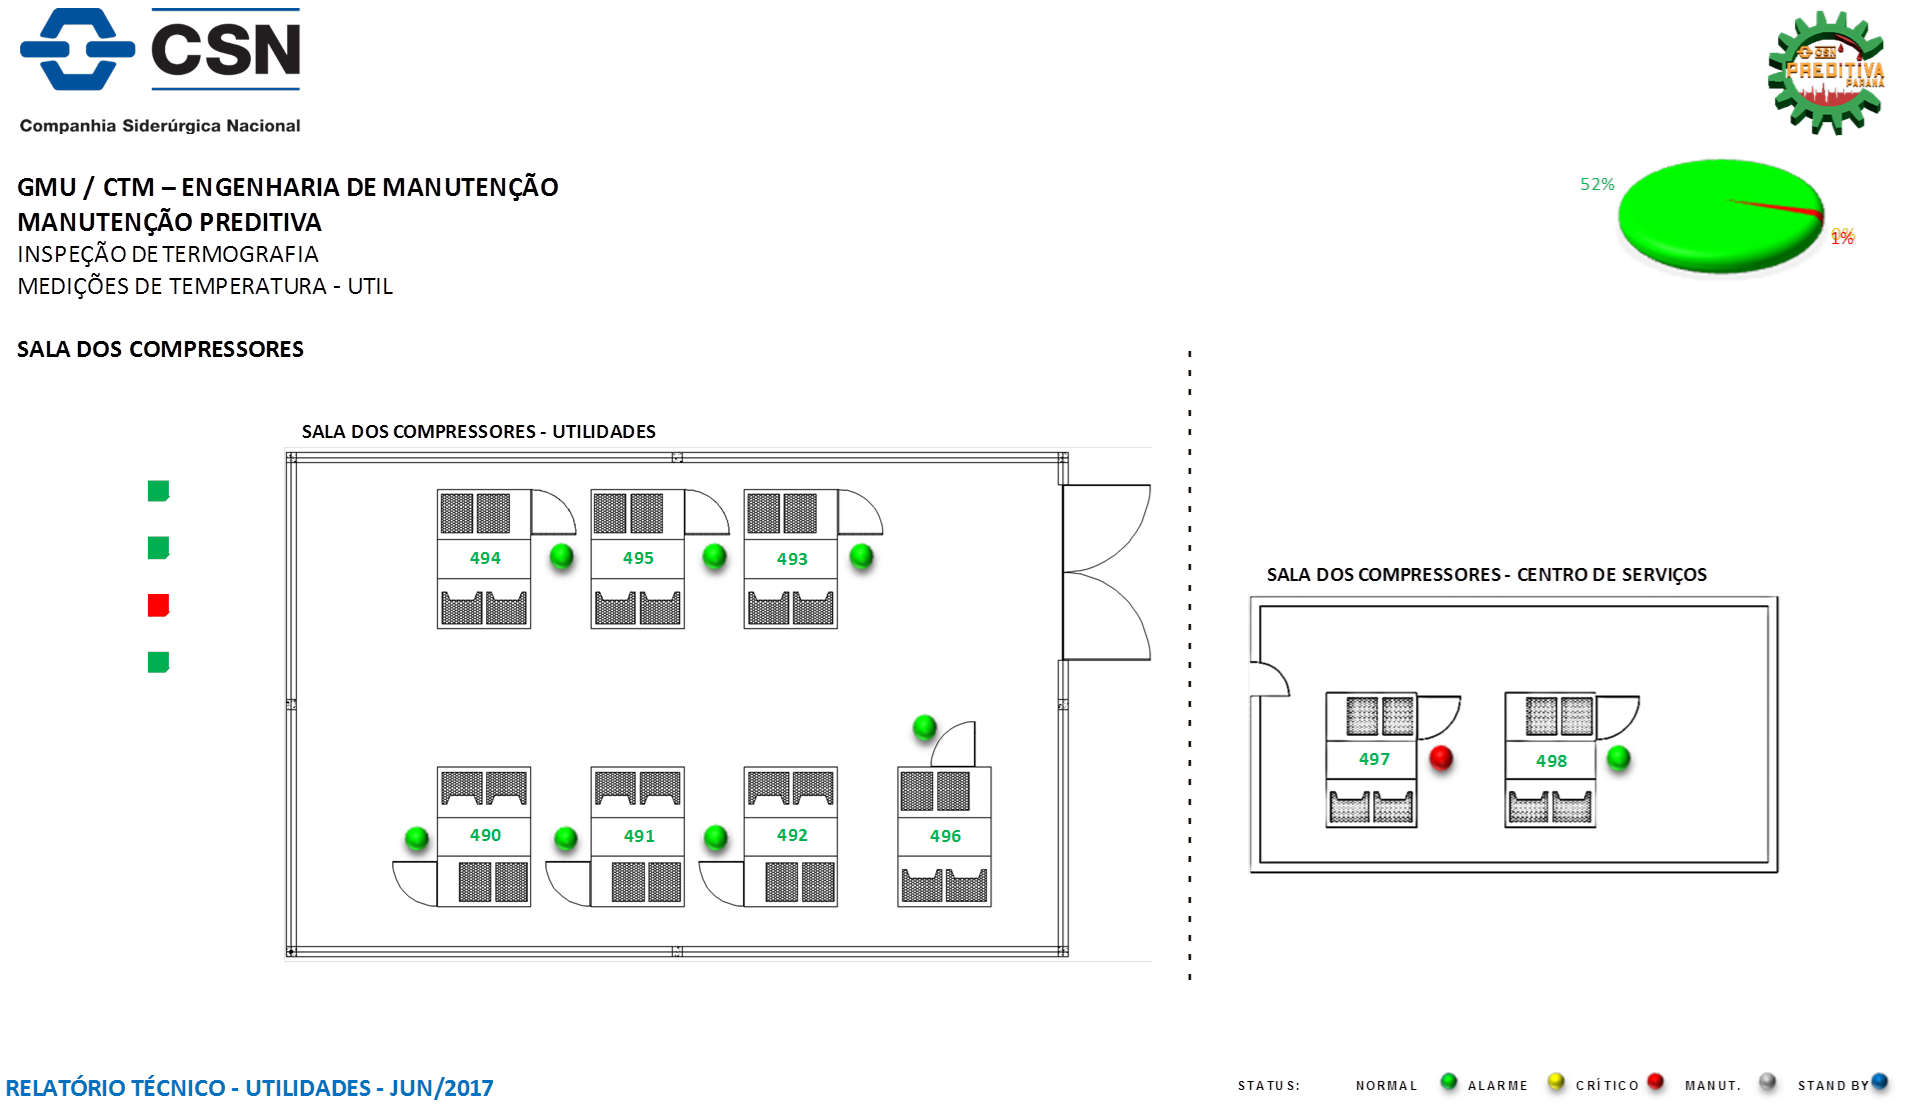 CSN
Companhia Siderúrgica Nacional
CSN
PREDITIVA
PARANÁ
GMU / CTM – ENGENHARIA DE MANUTENÇÃO
MANUTENÇÃO PREDITIVA
INSPEÇÃO DE TERMOGRAFIA
MEDIÇÕES DE TEMPERATURA - UTIL
52%
0%
1%
SALA DOS COMPRESSORES
SALA DOS COMPRESSORES - UTILIDADES
494
495
493
490
491
492
496
SALA DOS COMPRESSORES - CENTRO DE SERVIÇOS
497
498
RELATÓRIO TÉCNICO - UTILIDADES - JUN/2017
STATUS: NORMAL ALARME CRÍTICO MANUT. STAND BY